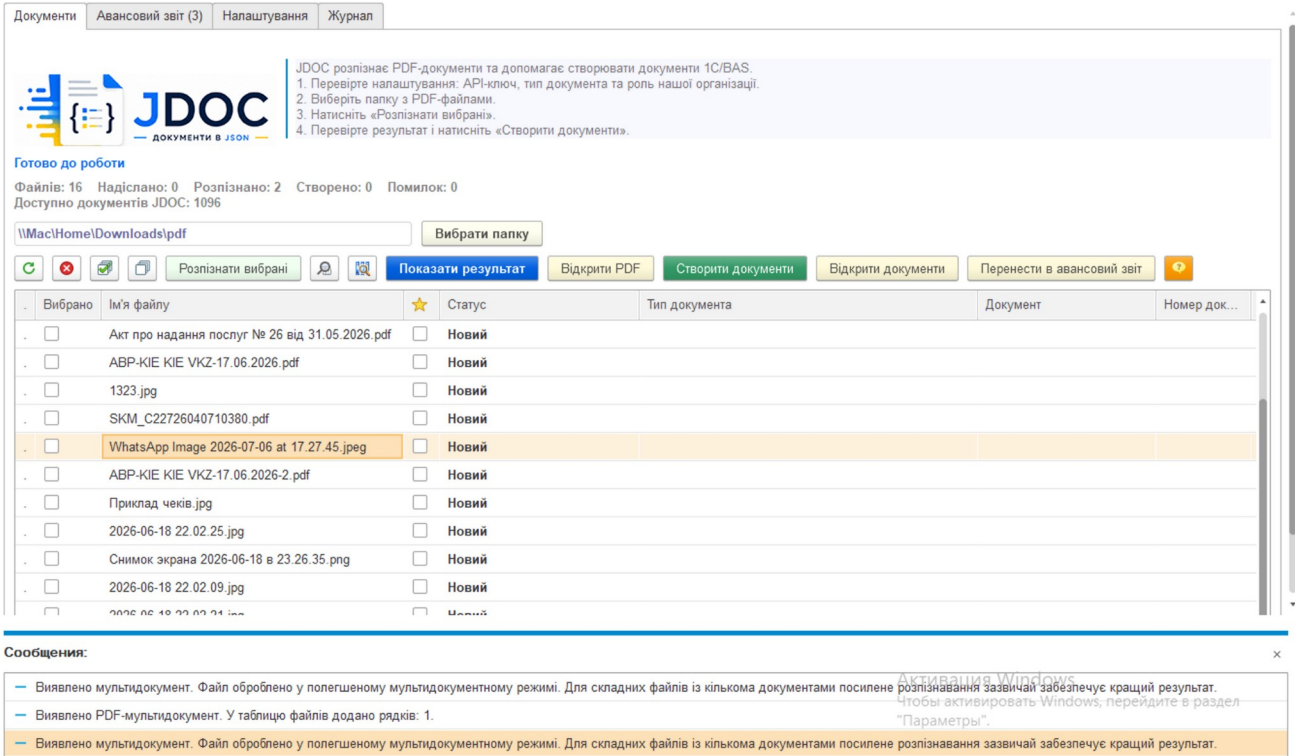 Документи Авансовий звіт (3) Налаштування Журнал
JDOC
ДОКУМЕНТИ В JSON
JDOC розпізнає PDF-документи та допомагає створювати документи 1С/BAS.
1. Перевірте налаштування: API-ключ, тип документа та роль нашої організації.
2. Виберіть папку з PDF-файлами.
3. Натисніть «Розпізнати вибрані».
4. Перевірте результат і натисніть «Створити документи».
Готово до роботи
Файлів: 16 Надіслано: 0 Розпізнано: 2 Створено: 0 Помилок: 0
Доступно документів JDOC: 1096
\\Mac\Home\Downloads\pdf Вибрати папку
Розпізнати вибрані Показати результат Відкрити PDF Створити документи Відкрити документи Перенести в авансовий звіт
. Вибрано Ім'я файлу Статус Тип документа Документ Номер док...
Акт про надання послуг № 26 від 31.05.2026.pdf Новий
ABP-KIE KIE VKZ-17.06.2026.pdf Новий
1323.jpg Новий
SKM_C22726040710380.pdf Новий
WhatsApp Image 2026-07-06 at 17.27.45.jpeg Новий
ABP-KIE KIE VKZ-17.06.2026-2.pdf Новий
Приклад чеків.jpg Новий
2026-06-18 22.02.25.jpg Новий
Снимок экрана 2026-06-18 в 23.26.35.png Новий
2026-06-18 22.02.09.jpg Новий
2026-06-18 22.02.21.jpg Новий
Сообщения:
Виявлено мультидокумент. Файл оброблено у полегшеному мультидокументному режимі. Для складних файлів із кількома документами посилене розпізнавання зазвичай забезпечує кращий результат.
Виявлено PDF-мультидокумент. У таблицю файлів додано рядків: 1.
Виявлено мультидокумент. Файл оброблено у полегшеному мультидокументному режимі. Для складних файлів із кількома документами посилене розпізнавання зазвичай забезпечує кращий результат.
Активация Windows
Чтобы активировать Windows, перейдите в раздел
"Параметры".